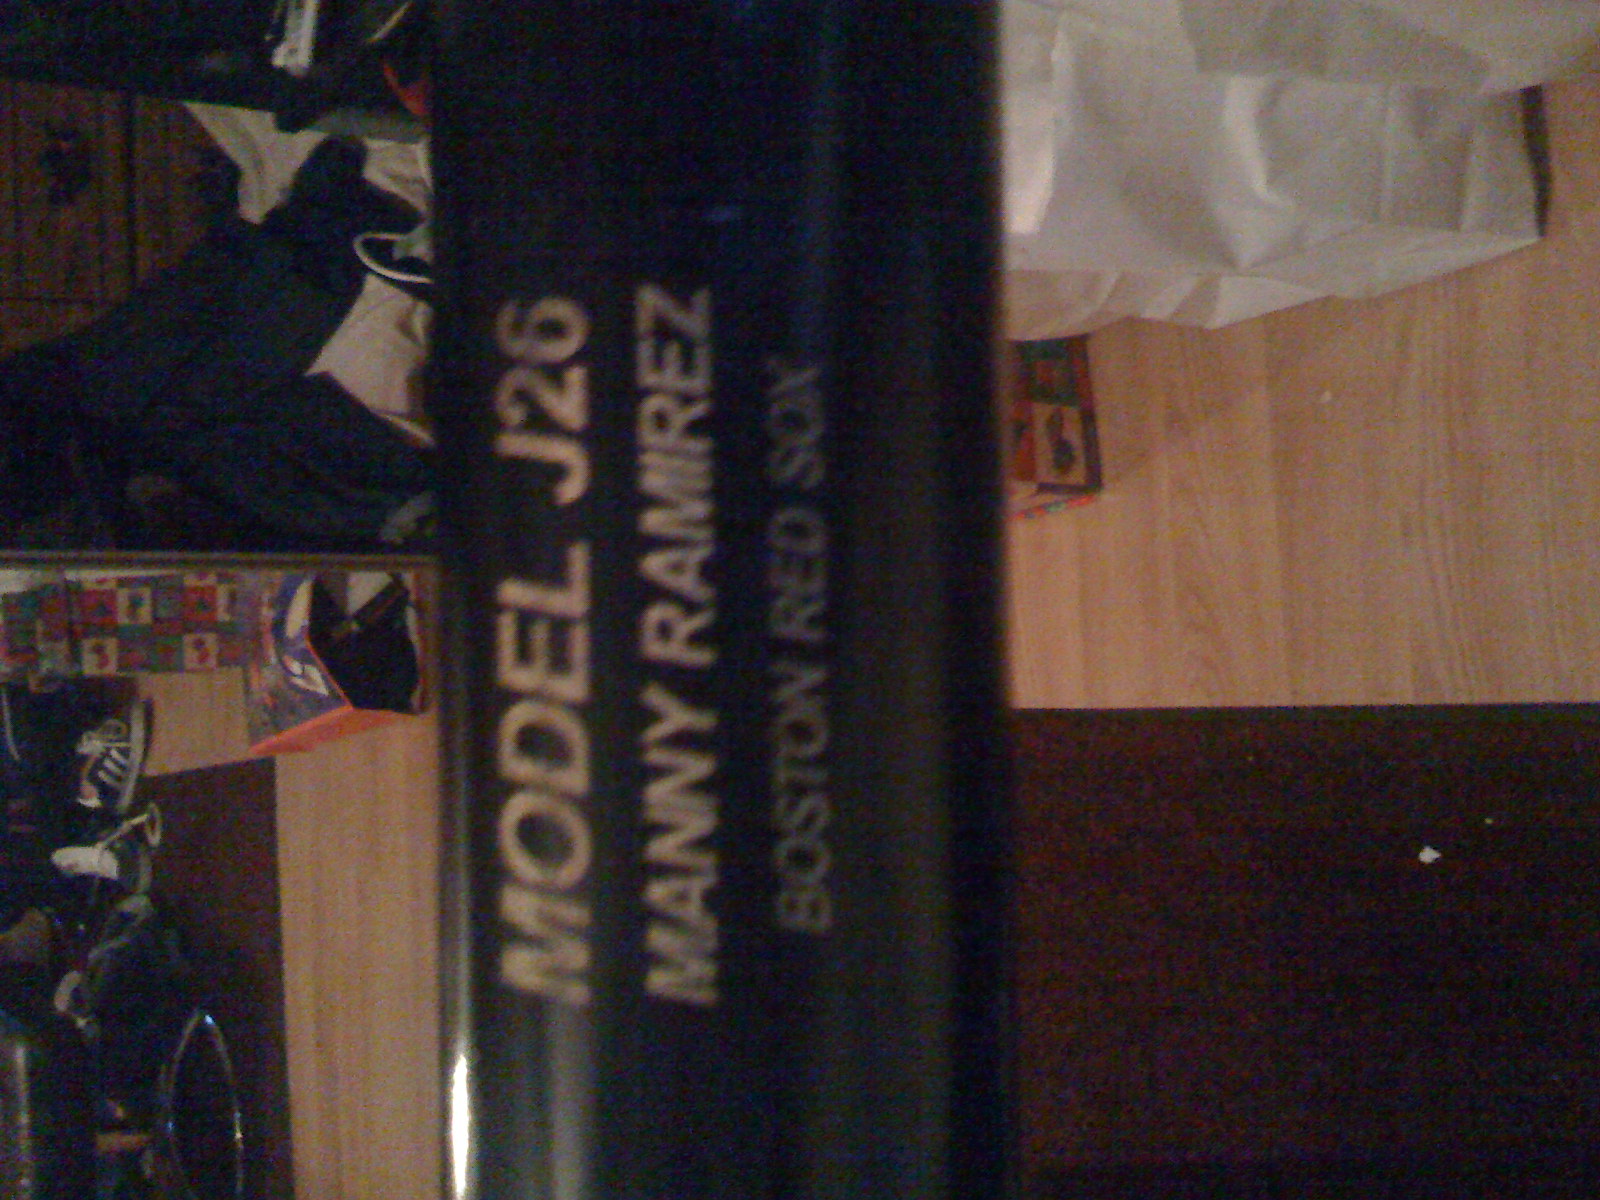 MODEL J26
MANNY RAMIREZ
BOSTON RED SOX